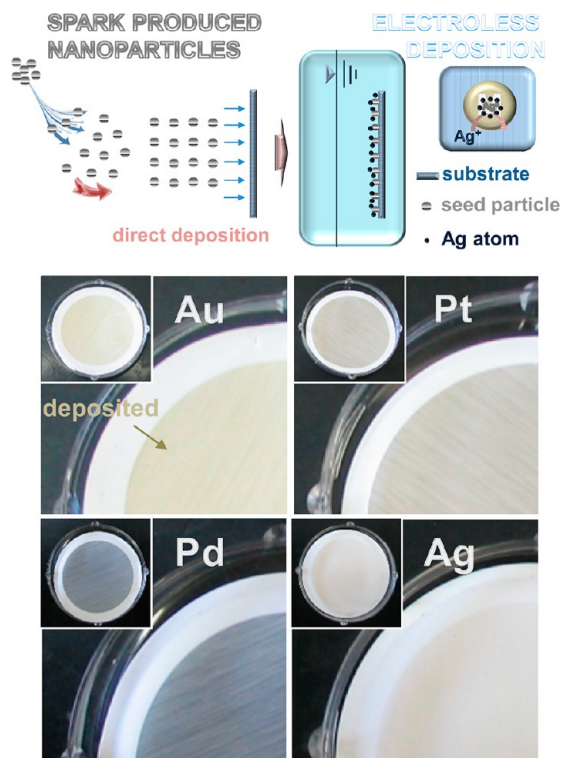 SPARK PRODUCED
NANOPARTICLES
ELECTROLESS
DEPOSITION
Ag⁺
substrate
seed particle
Ag atom
direct deposition
Au
Pt
deposited
Pd
Ag